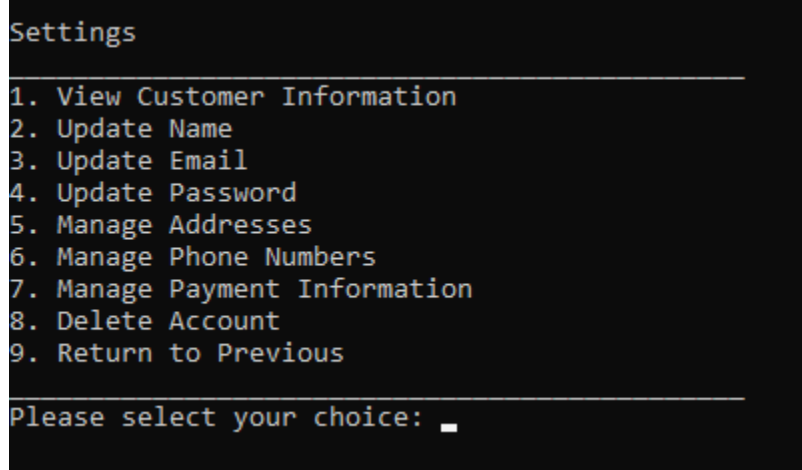 Settings
1. View Customer Information
2. Update Name
3. Update Email
4. Update Password
5. Manage Addresses
6. Manage Phone Numbers
7. Manage Payment Information
8. Delete Account
9. Return to Previous
Please select your choice: